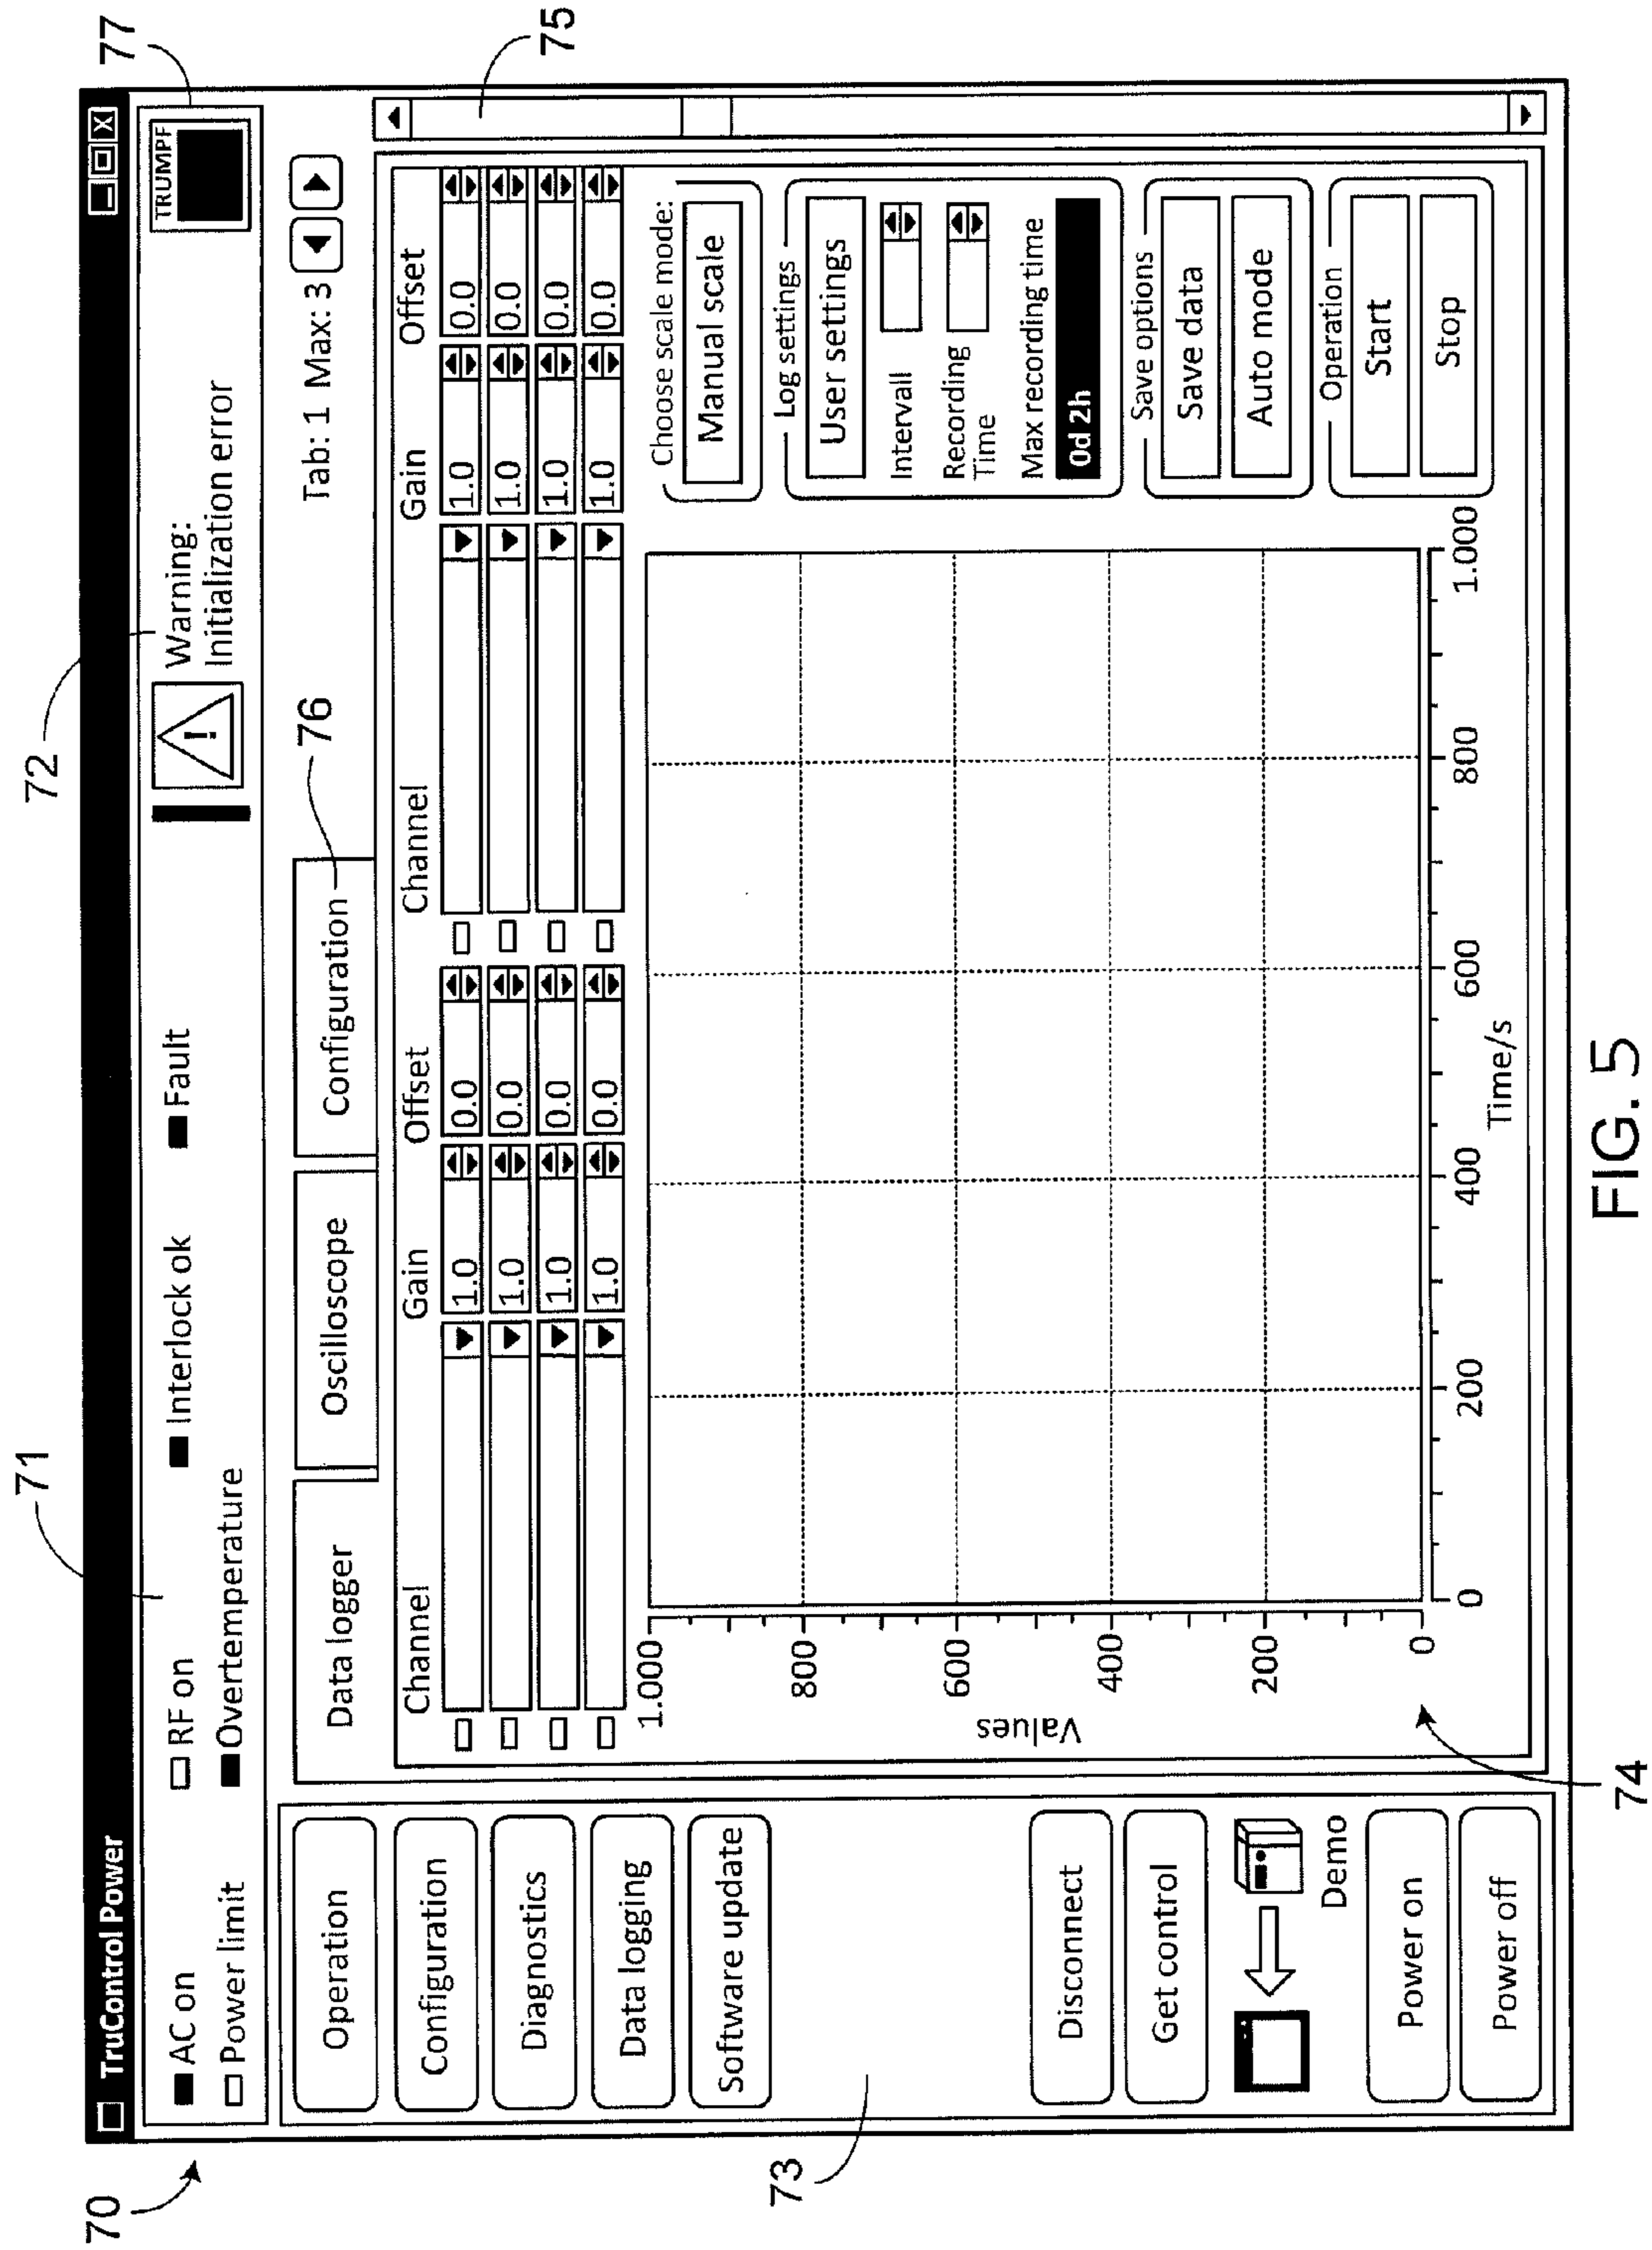 71
72
77
70
TruControl Power
AC on
RF on
Interlock ok
Fault
Power limit
Overtemperature
Warning:
Initialization error
TRUMPF
Operation
Configuration
Diagnostics
Data logging
Software update
Disconnect
Get control
Demo
Power on
Power off
73
Data logger
Oscilloscope
Configuration
76
Tab: 1 Max: 3
Channel Gain Offset Channel Gain Offset
1.0 0.0 1.0 0.0
1.0 0.0 1.0 0.0
1.0 0.0 1.0 0.0
1.0 0.0 1.0 0.0
75
Values
1.000
800
600
400
200
0
0 200 400 600 800 1.000
Time/s
Choose scale mode:
Manual scale
Log settings
User settings
Intervall
Recording
Time
Max recording time
0d 2h
Save options
Save data
Auto mode
Operation
Start
Stop
74
FIG. 5